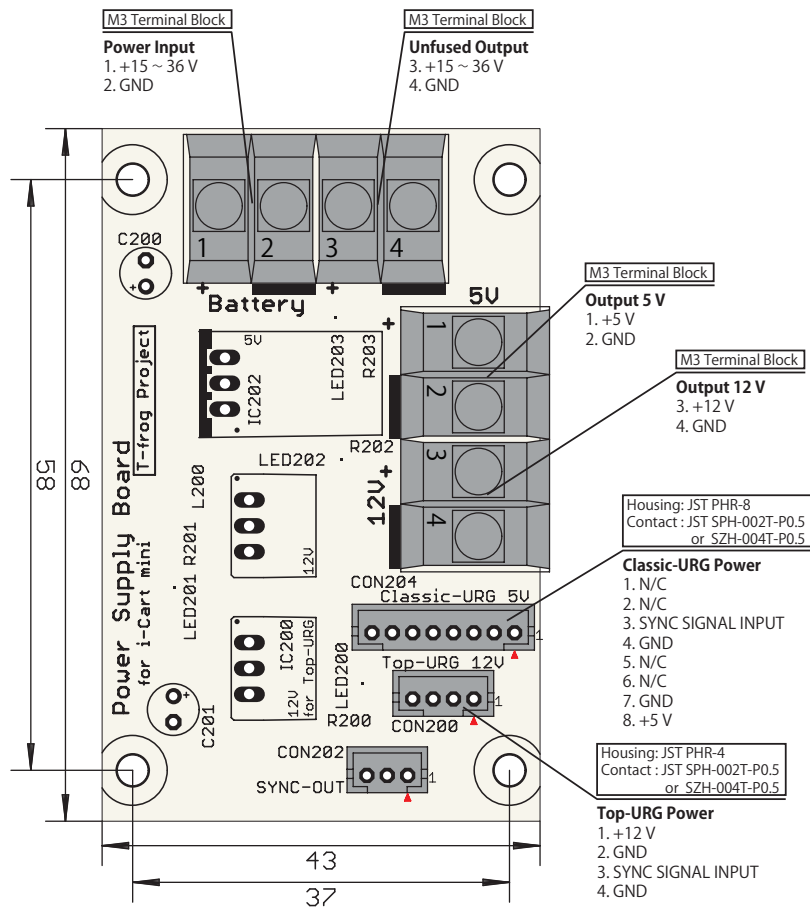 M3 Terminal Block
Power Input
1. +15 ~ 36 V
2. GND
M3 Terminal Block
Unfused Output
3. +15 ~ 36 V
4. GND
1
2
3
4
C200
+
+
+
Battery
5V
M3 Terminal Block
Output 5 V
1. +5 V
2. GND
+
1
2
3
4
M3 Terminal Block
Output 12 V
3. +12 V
4. GND
5V
IC202
LED203
R203
R202
12V+
T-frog Project
Power Supply Board
for i-Cart mini
58
68
L200
LED202
12V
LED201 R201
Housing: JST PHR-8
Contact : JST SPH-002T-P0.5
or SZH-004T-P0.5
Classic-URG Power
1. N/C
2. N/C
3. SYNC SIGNAL INPUT
4. GND
5. N/C
6. N/C
7. GND
8. +5 V
CON204
Classic-URG 5V
1
IC200
12V
for Top-URG
LED200
R200
Top-URG 12V
1
CON200
+
C201
CON202
SYNC-OUT
1
Housing: JST PHR-4
Contact : JST SPH-002T-P0.5
or SZH-004T-P0.5
Top-URG Power
1. +12 V
2. GND
3. SYNC SIGNAL INPUT
4. GND
43
37